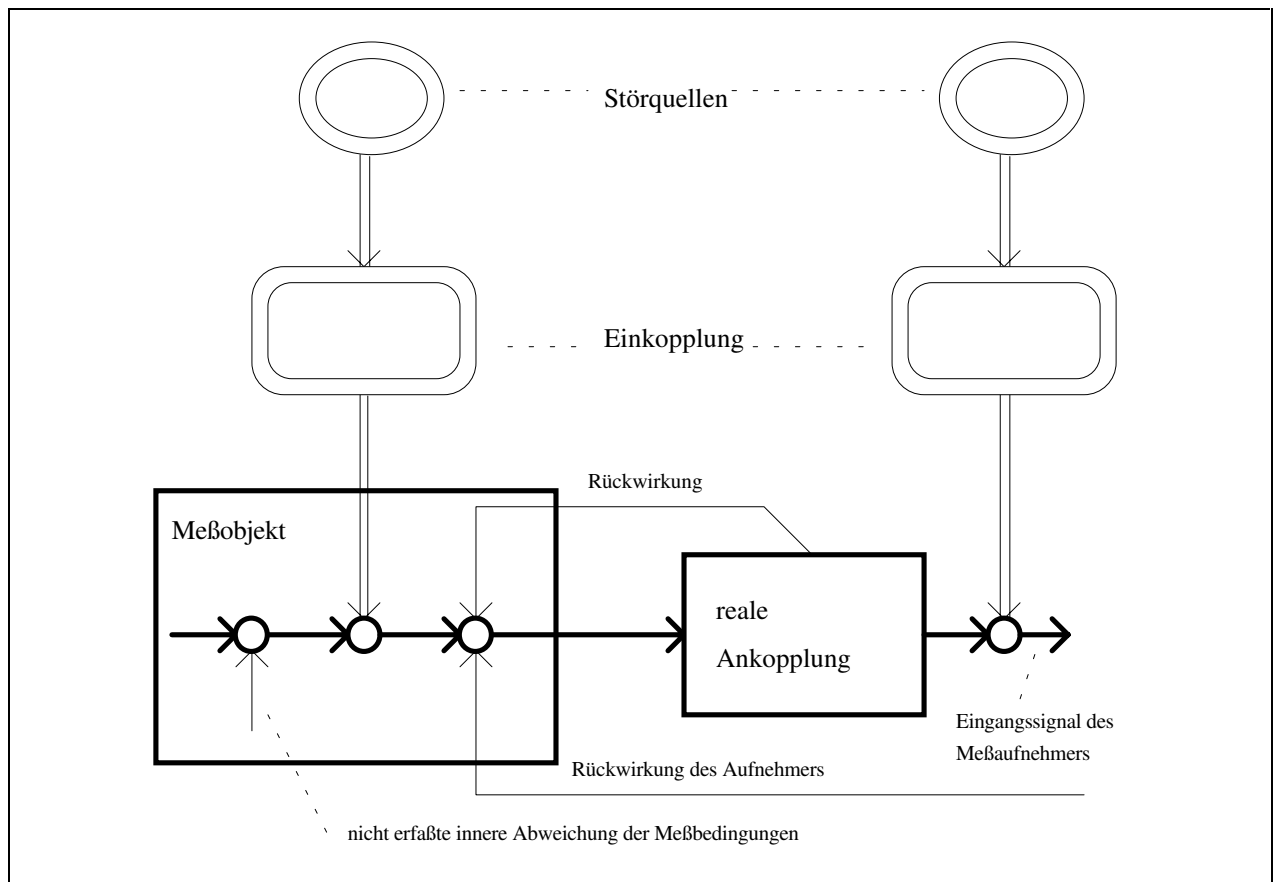 Störquellen
Einkopplung
Rückwirkung
Meßobjekt
reale
Ankopplung
Eingangssignal des
Meßaufnehmers
Rückwirkung des Aufnehmers
nicht erfaßte innere Abweichung der Meßbedingungen